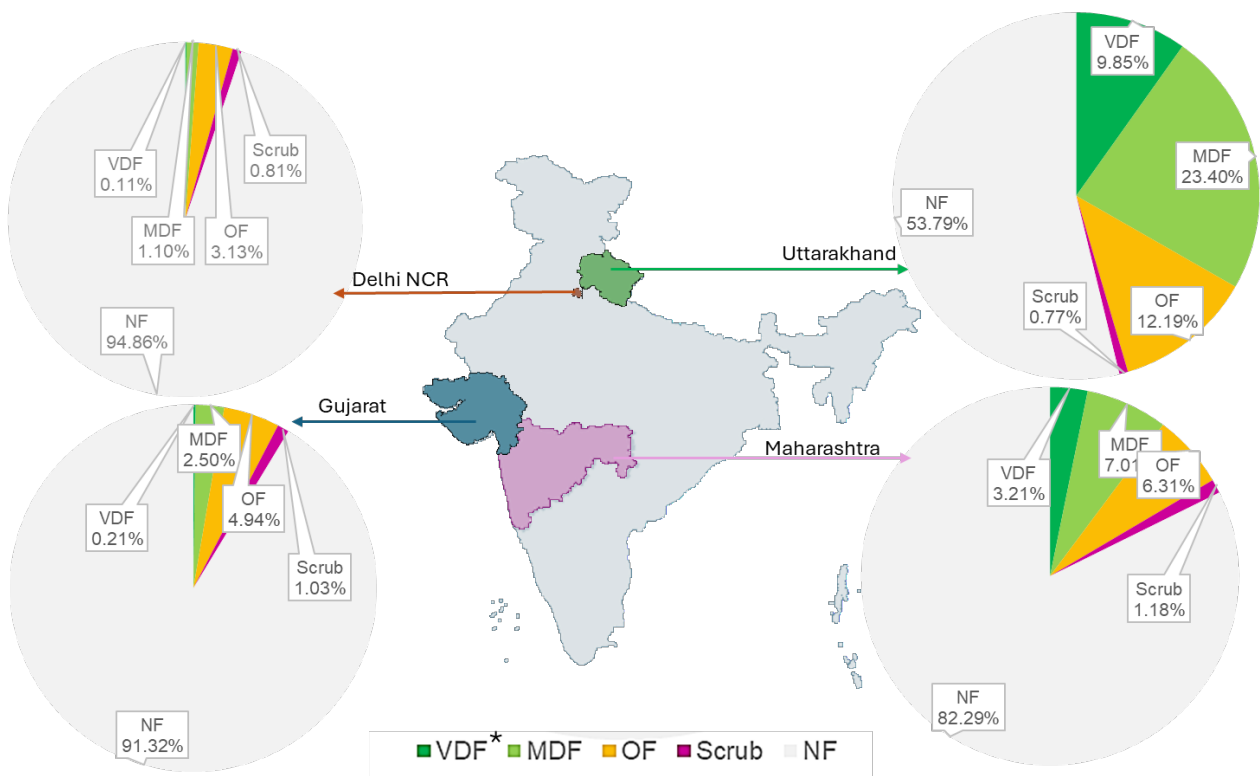 VDF
0.11%
MDF
1.10%
OF
3.13%
Scrub
0.81%
NF
94.86%
Delhi NCR
VDF
9.85%
MDF
23.40%
OF
12.19%
Scrub
0.77%
NF
53.79%
Uttarakhand
Gujarat
VDF
0.21%
MDF
2.50%
OF
4.94%
Scrub
1.03%
NF
91.32%
Maharashtra
VDF
3.21%
MDF
7.01
OF
6.31%
Scrub
1.18%
NF
82.29%
VDF* MDF OF Scrub NF